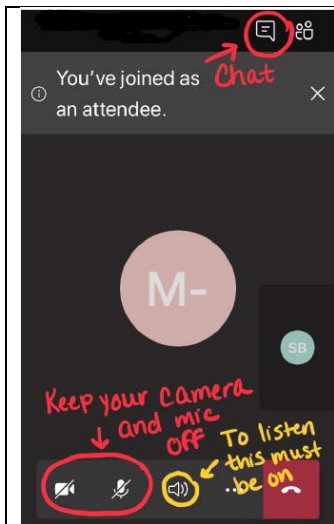 Chat
You've joined as
an attendee.
M-
SB
Keep your camera
and mic
OFF
To listen
this must
be on